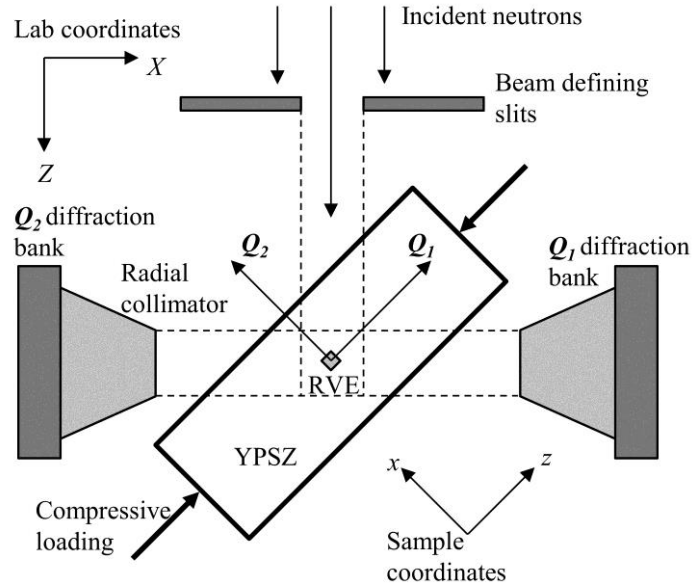 Lab coordinates
X
Z
Incident neutrons
Beam defining
slits
Q2 diffraction
bank
Q2
Q1
Q1 diffraction
bank
Radial
collimator
RVE
YPSZ
x
z
Compressive
loading
Sample
coordinates